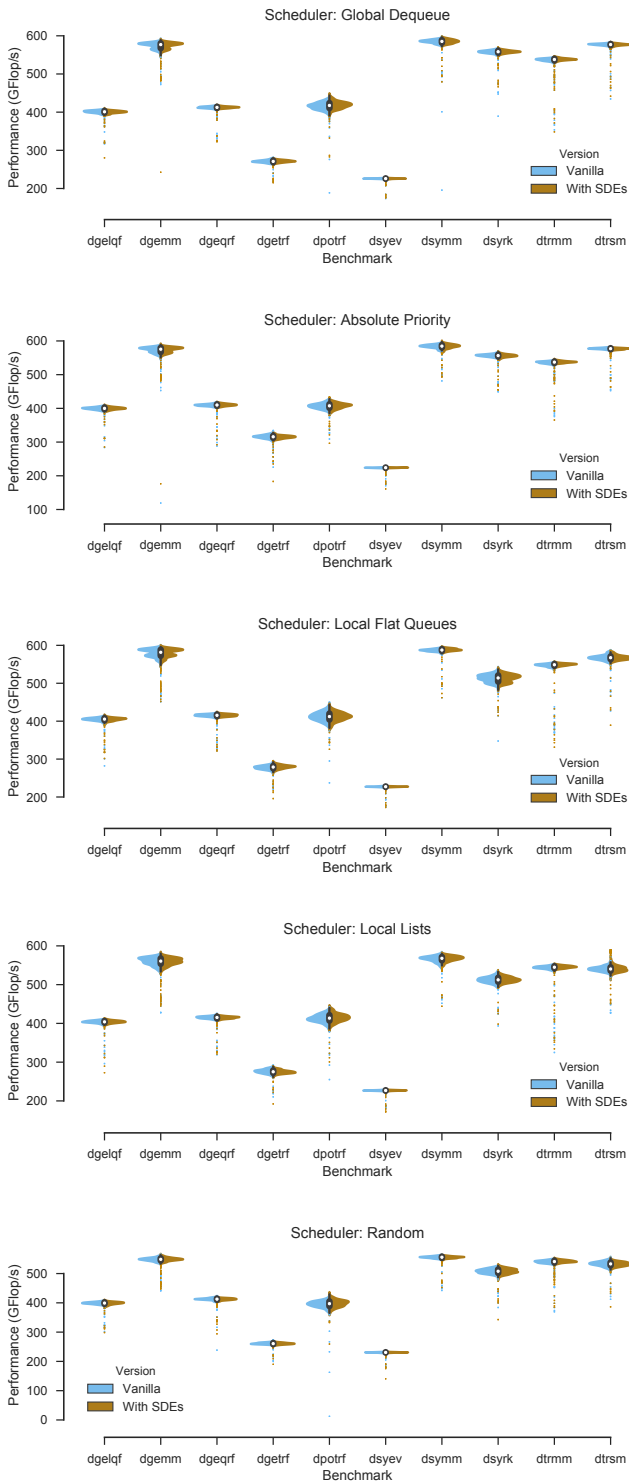 Scheduler: Global Dequeue
Performance (GFlop/s)
600
500
400
300
200
Version
Vanilla
With SDEs
dgelqf dgemm dgeqrf dgetrf dpotrf dsyev dsymm dsyrk dtrmm dtrsm
Benchmark
Scheduler: Absolute Priority
Performance (GFlop/s)
600
500
400
300
200
100
Version
Vanilla
With SDEs
dgelqf dgemm dgeqrf dgetrf dpotrf dsyev dsymm dsyrk dtrmm dtrsm
Benchmark
Scheduler: Local Flat Queues
Performance (GFlop/s)
600
500
400
300
200
Version
Vanilla
With SDEs
dgelqf dgemm dgeqrf dgetrf dpotrf dsyev dsymm dsyrk dtrmm dtrsm
Benchmark
Scheduler: Local Lists
Performance (GFlop/s)
600
500
400
300
200
Version
Vanilla
With SDEs
dgelqf dgemm dgeqrf dgetrf dpotrf dsyev dsymm dsyrk dtrmm dtrsm
Benchmark
Scheduler: Random
Performance (GFlop/s)
500
400
300
200
100
0
Version
Vanilla
With SDEs
dgelqf dgemm dgeqrf dgetrf dpotrf dsyev dsymm dsyrk dtrmm dtrsm
Benchmark